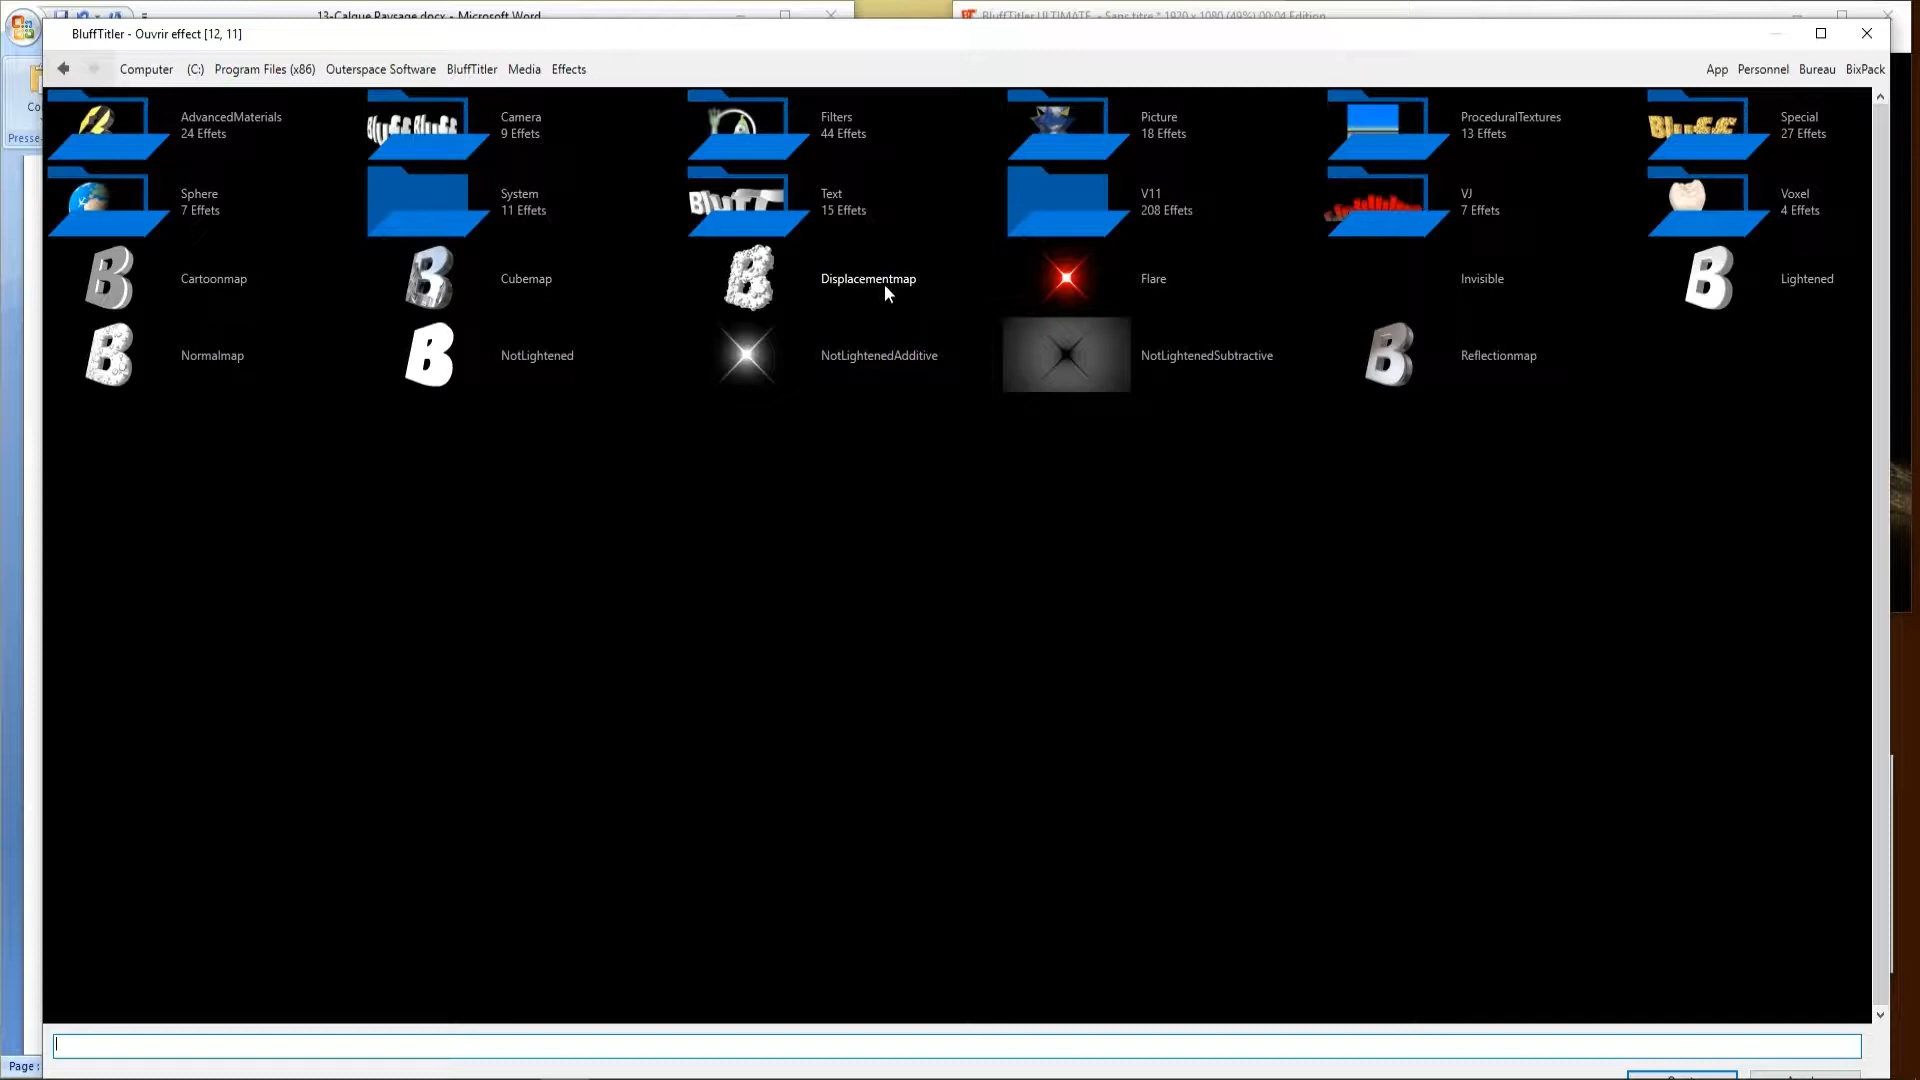 13-Calque Paysage.docx - Microsoft Word
BluffTitler ULTIMATE - Sans titre * 1920 x 1080 (49%) 00:04 Edition
BluffTitler - Ouvrir effect [12, 11]
Computer (C:) Program Files (x86) Outerspace Software BluffTitler Media Effects App Personnel Bureau BixPack
Co
Presse-
AdvancedMaterials
24 Effets
Camera
9 Effets
Filters
44 Effets
Picture
18 Effets
ProceduralTextures
13 Effets
Special
27 Effets
Sphere
7 Effets
System
11 Effets
Text
15 Effets
V11
208 Effets
VJ
7 Effets
Voxel
4 Effets
Cartoonmap
Cubemap
Displacementmap
Flare
Invisible
Lightened
Normalmap
NotLightened
NotLightenedAdditive
NotLightenedSubtractive
Reflectionmap
Page :